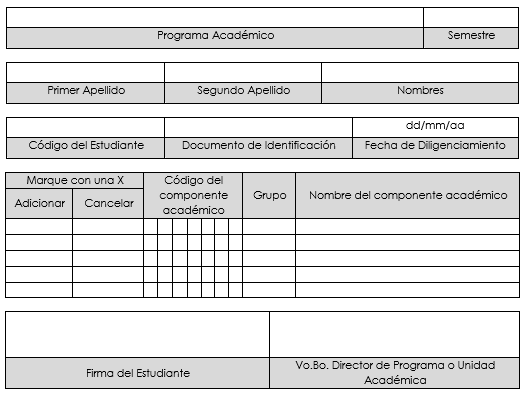 Programa Académico Semestre
Primer Apellido Segundo Apellido Nombres
dd/mm/aa
Código del Estudiante Documento de Identificación Fecha de Diligenciamiento
Marque con una X
Adicionar Cancelar
Código del
componente
académico
Grupo
Nombre del componente académico
Firma del Estudiante
Vo.Bo. Director de Programa o Unidad
Académica